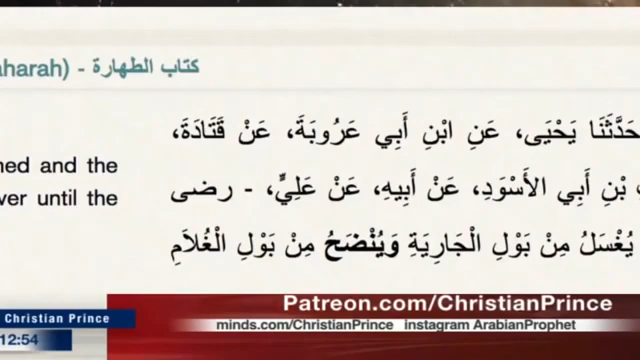 aharah) - كتاب الطهارة
حَدَّثَنَا يَحْيَى، عَنِ ابْنِ أَبِي عَرُوبَةَ، عَنْ قَتَادَةَ،
بْنِ أَبِي الأَسْوَدِ، عَنْ أَبِيهِ، عَنْ عَلِيٍّ، - رضى
يُغْسَلُ مِنْ بَوْلِ الْجَارِيَةِ وَيُنْضَحُ مِنْ بَوْلِ الْغُلاَمِ
ned and the
ver until the
Christian Prince
12:54
Patreon.com/ChristianPrince
minds.com/ChristianPrince instagram ArabianProphet